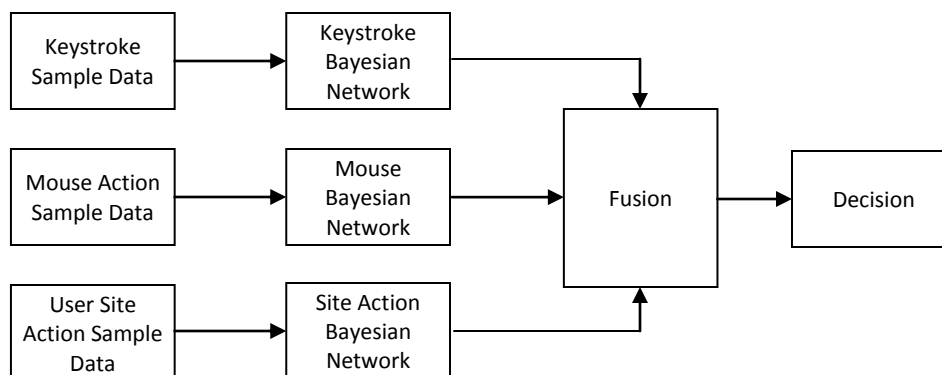 Keystroke
Sample Data
Keystroke
Bayesian
Network
Mouse Action
Sample Data
Mouse
Bayesian
Network
Fusion
Decision
User Site
Action Sample
Data
Site Action
Bayesian
Network